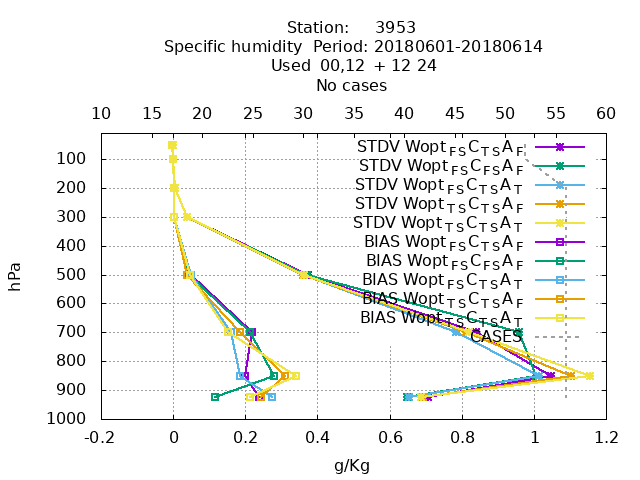 Station: 3953
Specific humidity Period: 20180601-20180614
Used 00,12 + 12 24
No cases
10 15 20 25 30 35 40 45 50 55 60
STDV Wopt FS C TS A F
100 STDV Wopt FS C FS A F
200 STDV Wopt FS C TS A T
STDV Wopt TS C TS A F
300 STDV Wopt TS C TS A T
400 BIAS Wopt FS C TS A F
BIAS Wopt FS C FS A F
500 BIAS Wopt FS C TS A T
600 BIAS Wopt TS C TS A F
BIAS Wopt TS C TS A T
700 CASES
800
900
1000
hPa
-0.2 0 0.2 0.4 0.6 0.8 1 1.2
g/Kg